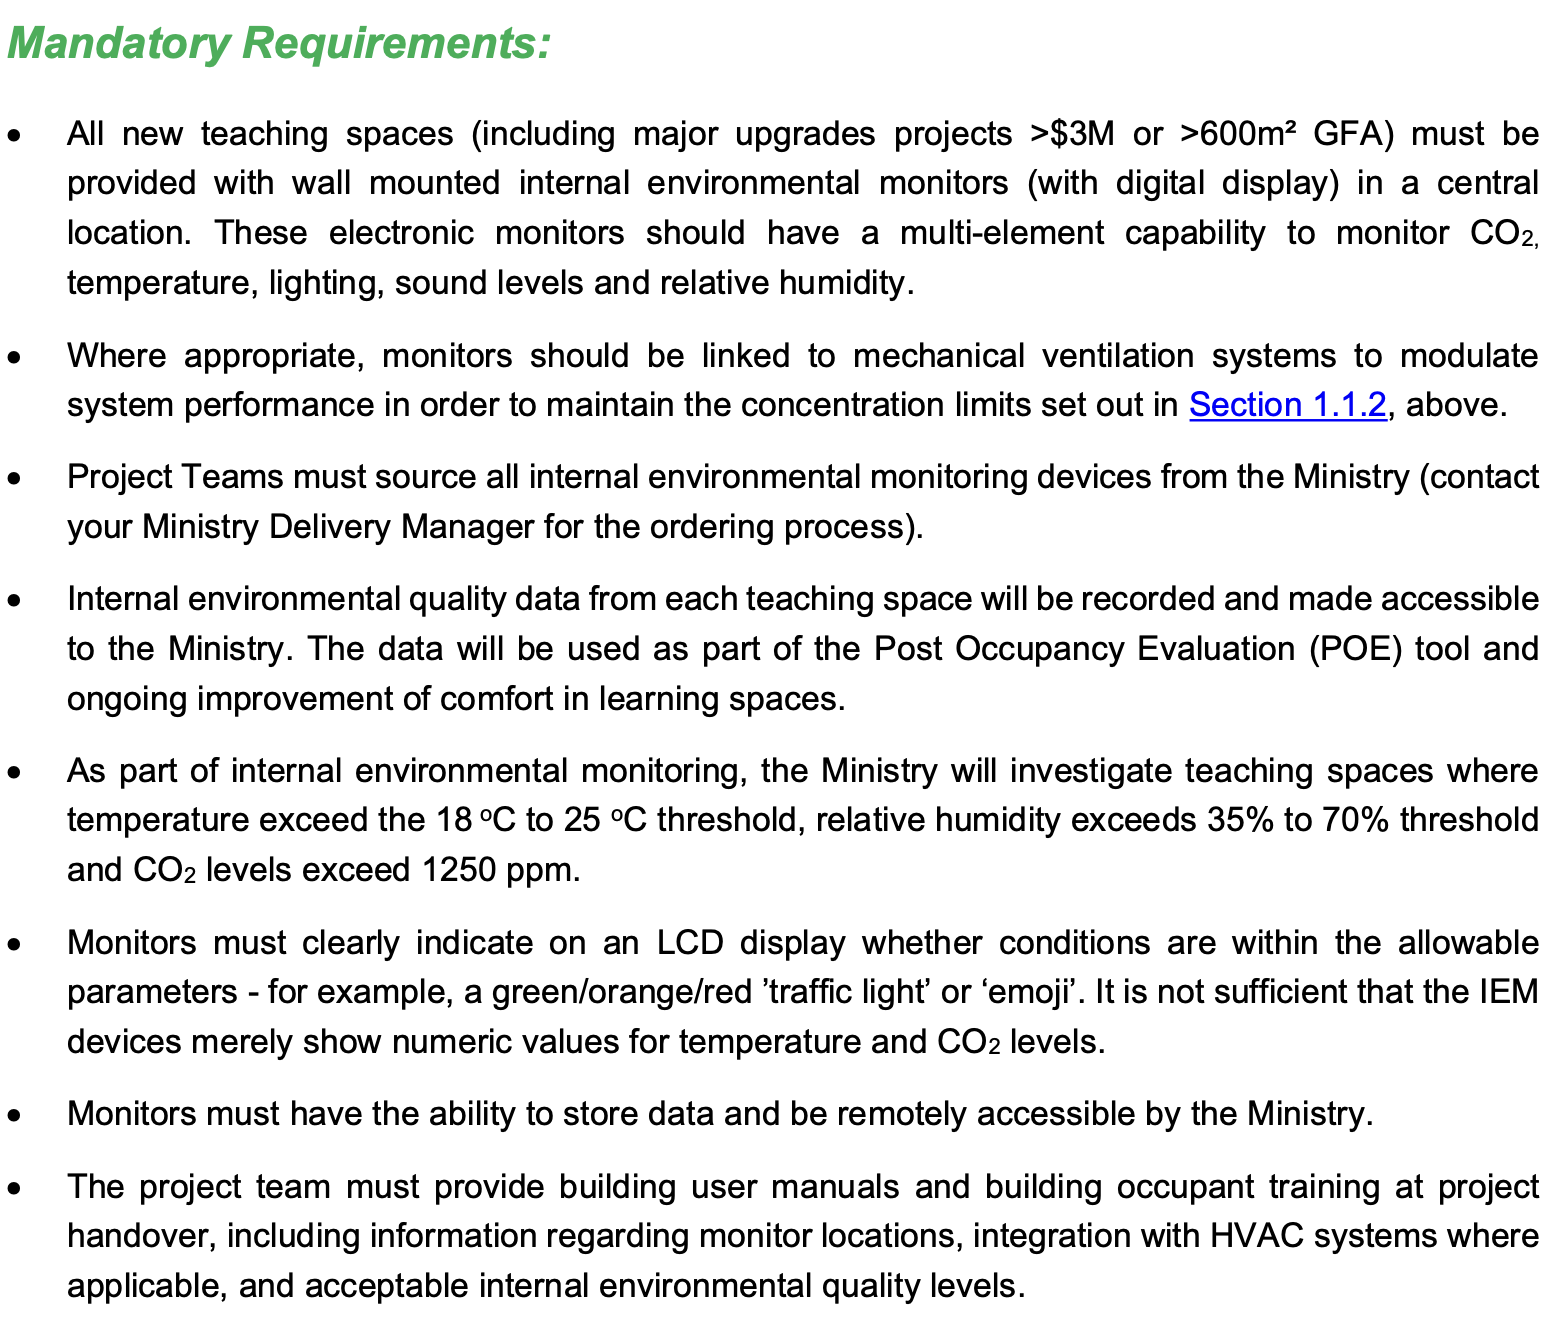 Mandatory Requirements:
• All new teaching spaces (including major upgrades projects >$3M or >600m² GFA) must be
provided with wall mounted internal environmental monitors (with digital display) in a central
location. These electronic monitors should have a multi-element capability to monitor CO₂,
temperature, lighting, sound levels and relative humidity.
• Where appropriate, monitors should be linked to mechanical ventilation systems to modulate
system performance in order to maintain the concentration limits set out in Section 1.1.2, above.
• Project Teams must source all internal environmental monitoring devices from the Ministry (contact
your Ministry Delivery Manager for the ordering process).
• Internal environmental quality data from each teaching space will be recorded and made accessible
to the Ministry. The data will be used as part of the Post Occupancy Evaluation (POE) tool and
ongoing improvement of comfort in learning spaces.
• As part of internal environmental monitoring, the Ministry will investigate teaching spaces where
temperature exceed the 18 ºC to 25 ºC threshold, relative humidity exceeds 35% to 70% threshold
and CO₂ levels exceed 1250 ppm.
• Monitors must clearly indicate on an LCD display whether conditions are within the allowable
parameters - for example, a green/orange/red ’traffic light’ or ‘emoji’. It is not sufficient that the IEM
devices merely show numeric values for temperature and CO₂ levels.
• Monitors must have the ability to store data and be remotely accessible by the Ministry.
• The project team must provide building user manuals and building occupant training at project
handover, including information regarding monitor locations, integration with HVAC systems where
applicable, and acceptable internal environmental quality levels.